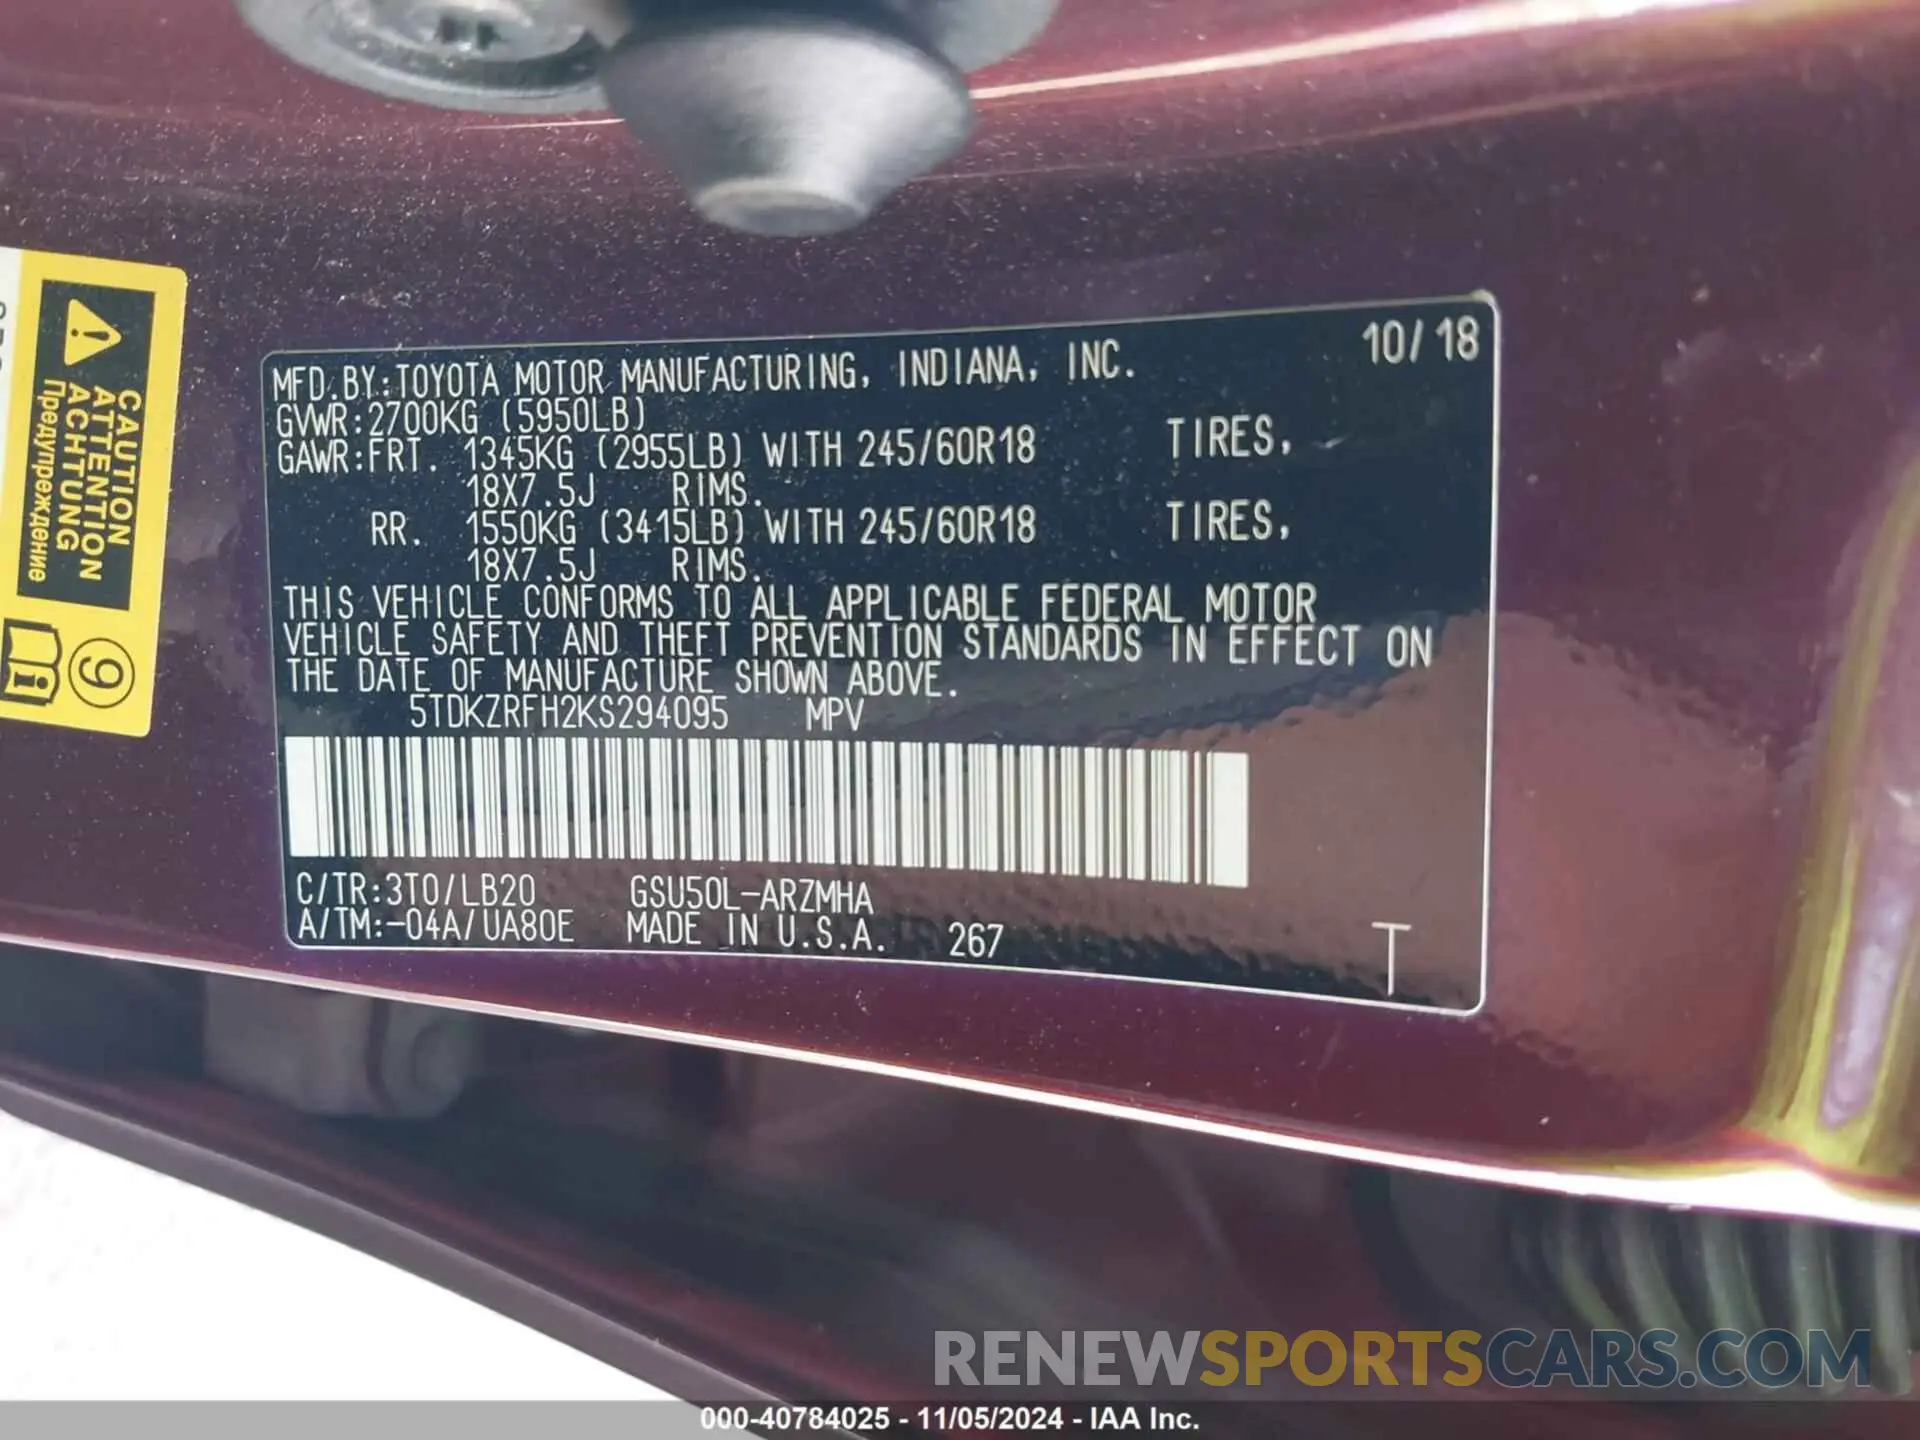 MFD.BY:TOYOTA MOTOR MANUFACTURING, INDIANA, INC. 10/18
GVWR:2700KG (5950LB)
GAWR:FRT. 1345KG (2955LB) WITH 245/60R18 TIRES,
18X7.5J RIMS.
RR. 1550KG (3415LB) WITH 245/60R18 TIRES,
18X7.5J RIMS.
THIS VEHICLE CONFORMS TO ALL APPLICABLE FEDERAL MOTOR
VEHICLE SAFETY AND THEFT PREVENTION STANDARDS IN EFFECT ON
THE DATE OF MANUFACTURE SHOWN ABOVE.
5TDKZRFH2KS294095 MPV
C/TR:3T0/LB20 GSU50L-ARZMHA
A/TM:-04A/UA80E MADE IN U.S.A. 267 T
CAUTION
ATTENTION
ACHTUNG
Предупреждение
9
RENEWSPORTSCARS.COM
000-40784025 - 11/05/2024 - IAA Inc.